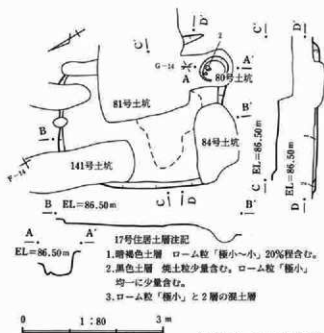 C'
D'
2
G-14
A
A'
80号土坑
81号土坑
B
B'
84号土坑
141号土坑
F-14
C
D
EL=86.50m
EL=86.50m
EL=86.50m
B
B'
A
A'
EL=86.50m
C
D
17号住居土層注記
1.暗褐色土層 ローム粒「極小～小」20%程含む。
2.黒色土層 焼土粒少量含む。ローム粒「極小」
均一に少量含む。
3.ローム粒「極小」と2層の混土層
0 1:80 3m